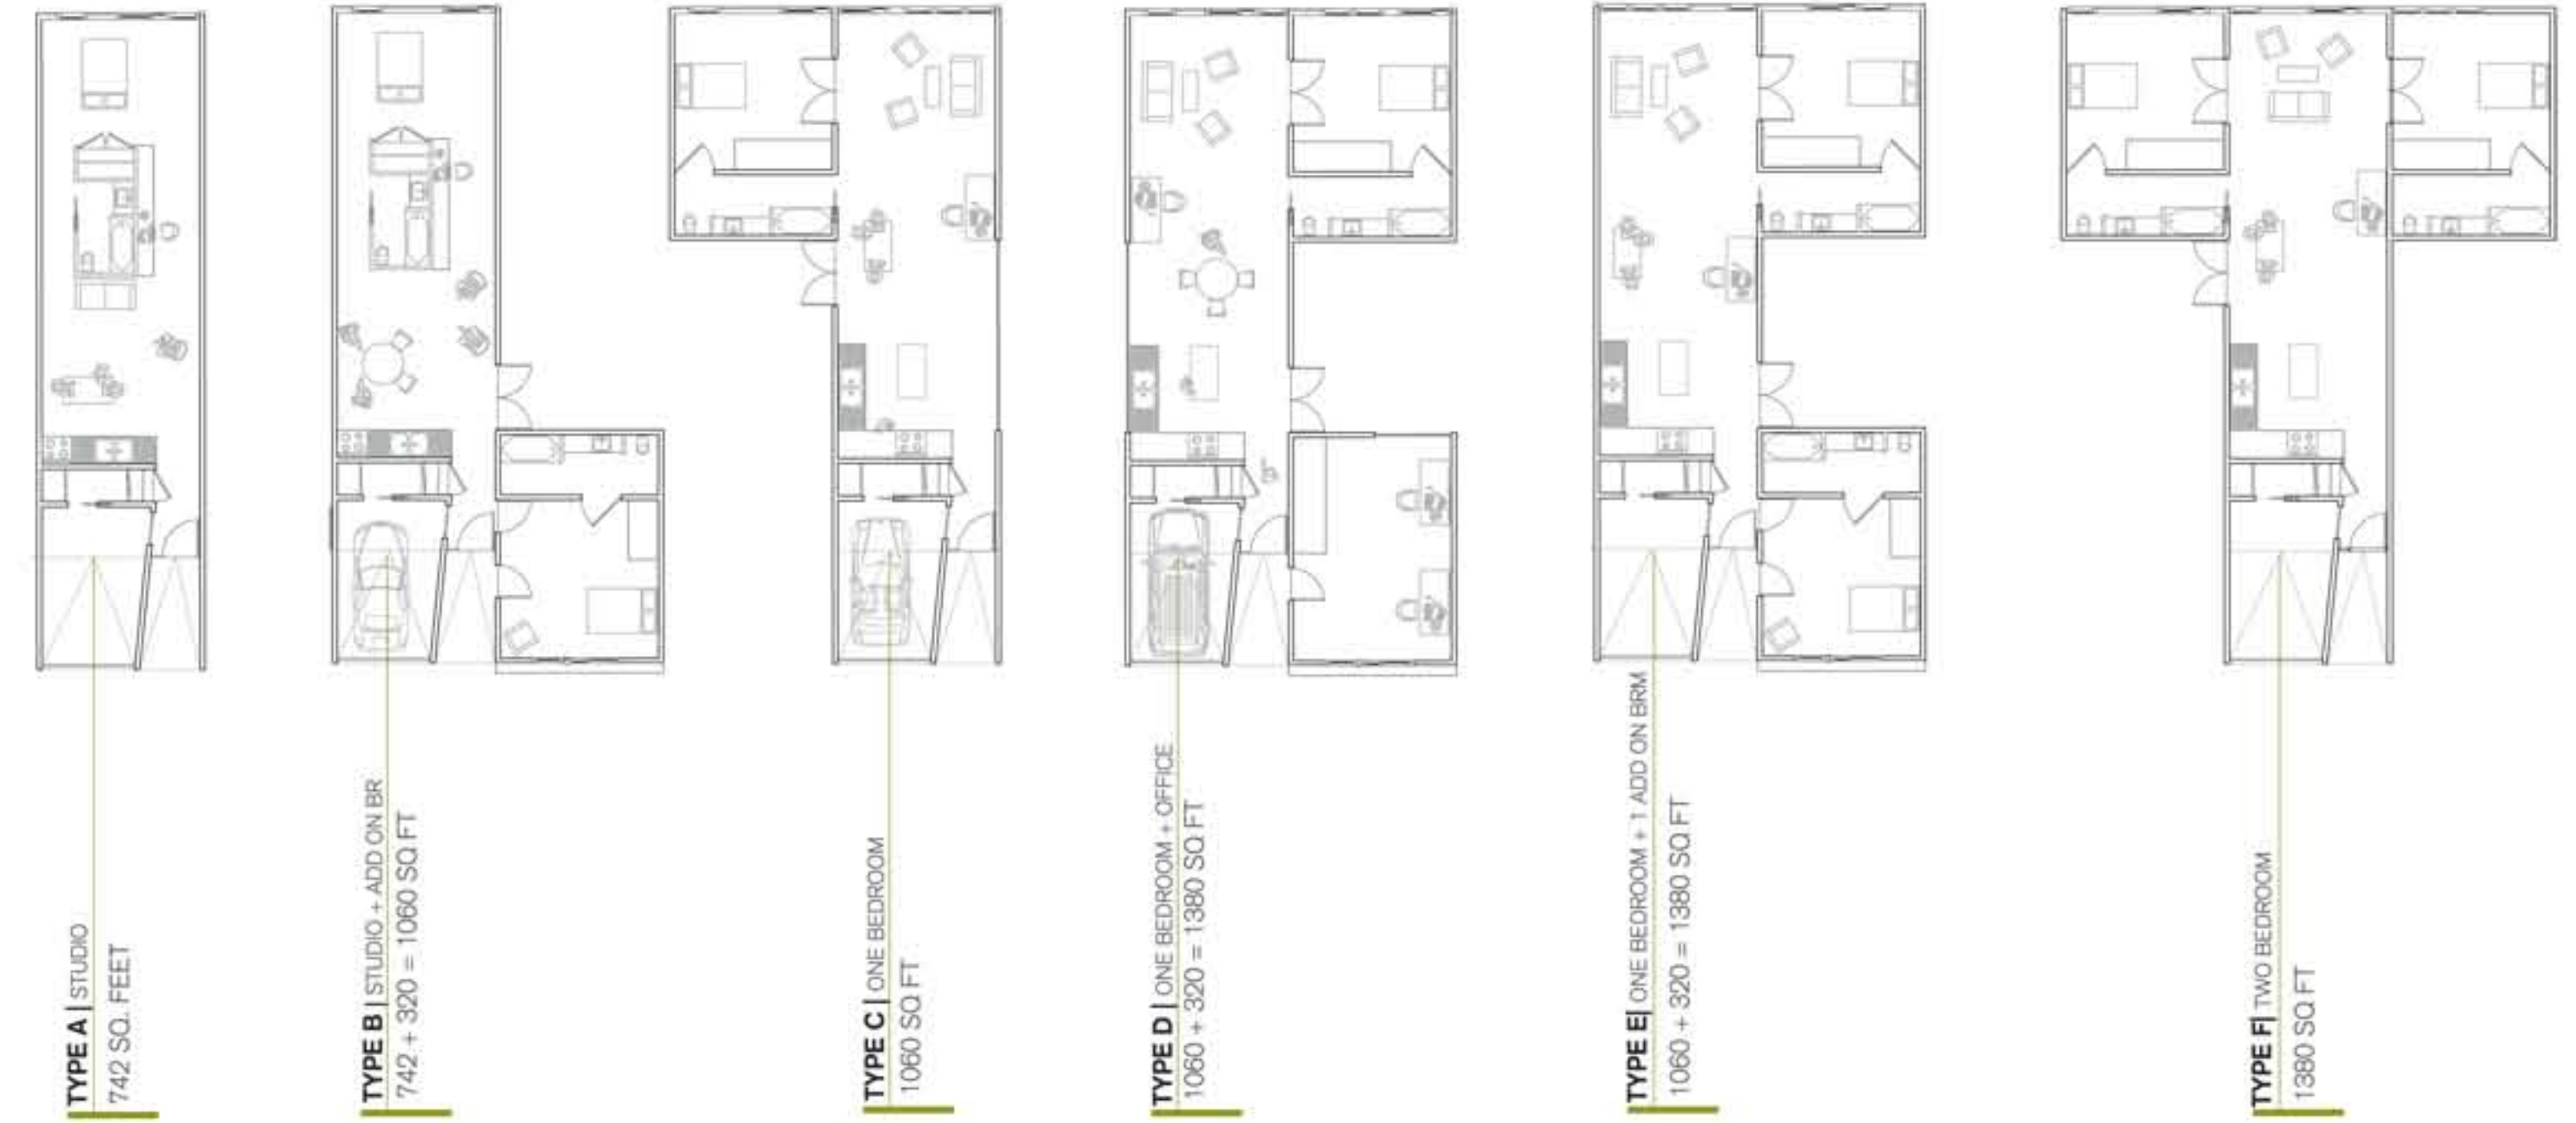 TYPE A | STUDIO
742 SQ. FEET
TYPE B | STUDIO + ADD ON BR
742 + 320 = 1060 SQ FT
TYPE C | ONE BEDROOM
1060 SQ FT
TYPE D | ONE BEDROOM + OFFICE
1060 + 320 = 1380 SQ FT
TYPE E| ONE BEDROOM + 1 ADD ON BRM
1060 + 320 = 1380 SQ FT
TYPE F| TWO BEDROOM
1380 SQ FT